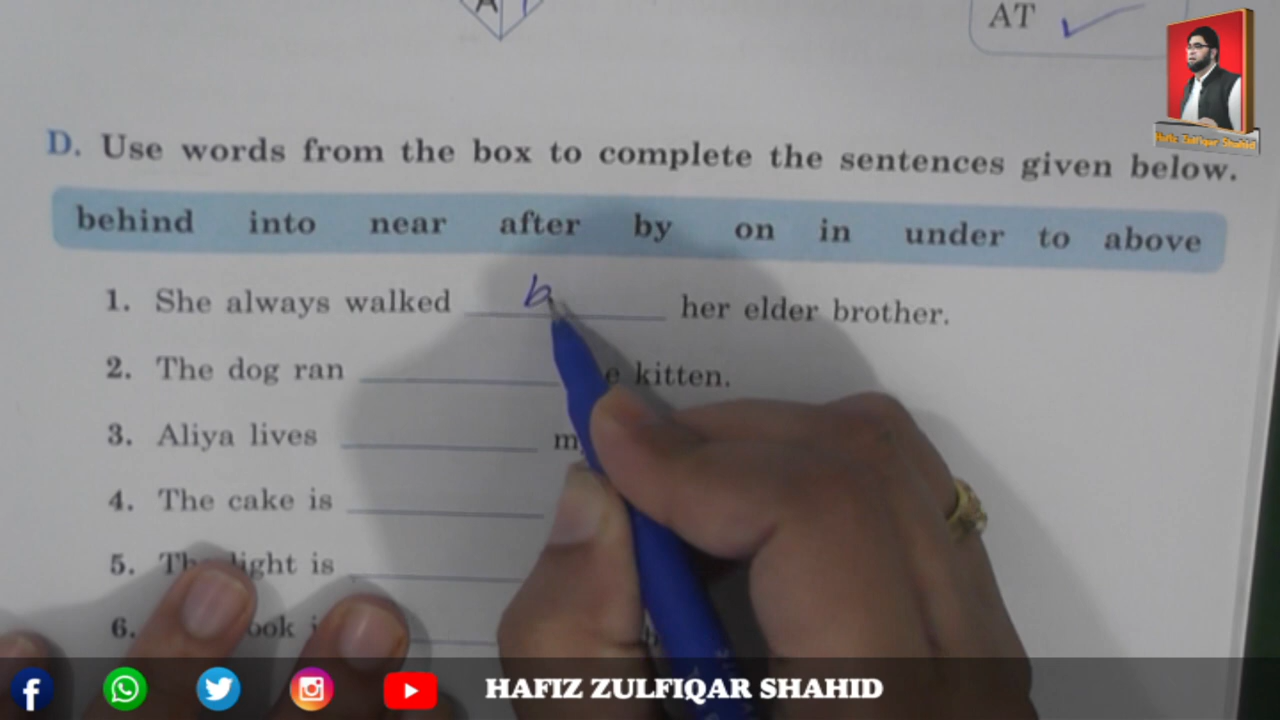 A
AT
Hafiz Zulfiqar Shahid
D. Use words from the box to complete the sentences given below.
behind into near after by on in under to above
1. She always walked b her elder brother.
2. The dog ran kitten.
3. Aliya lives
4. The cake is
5. light is
6.
HAFIZ ZULFIQAR SHAHID